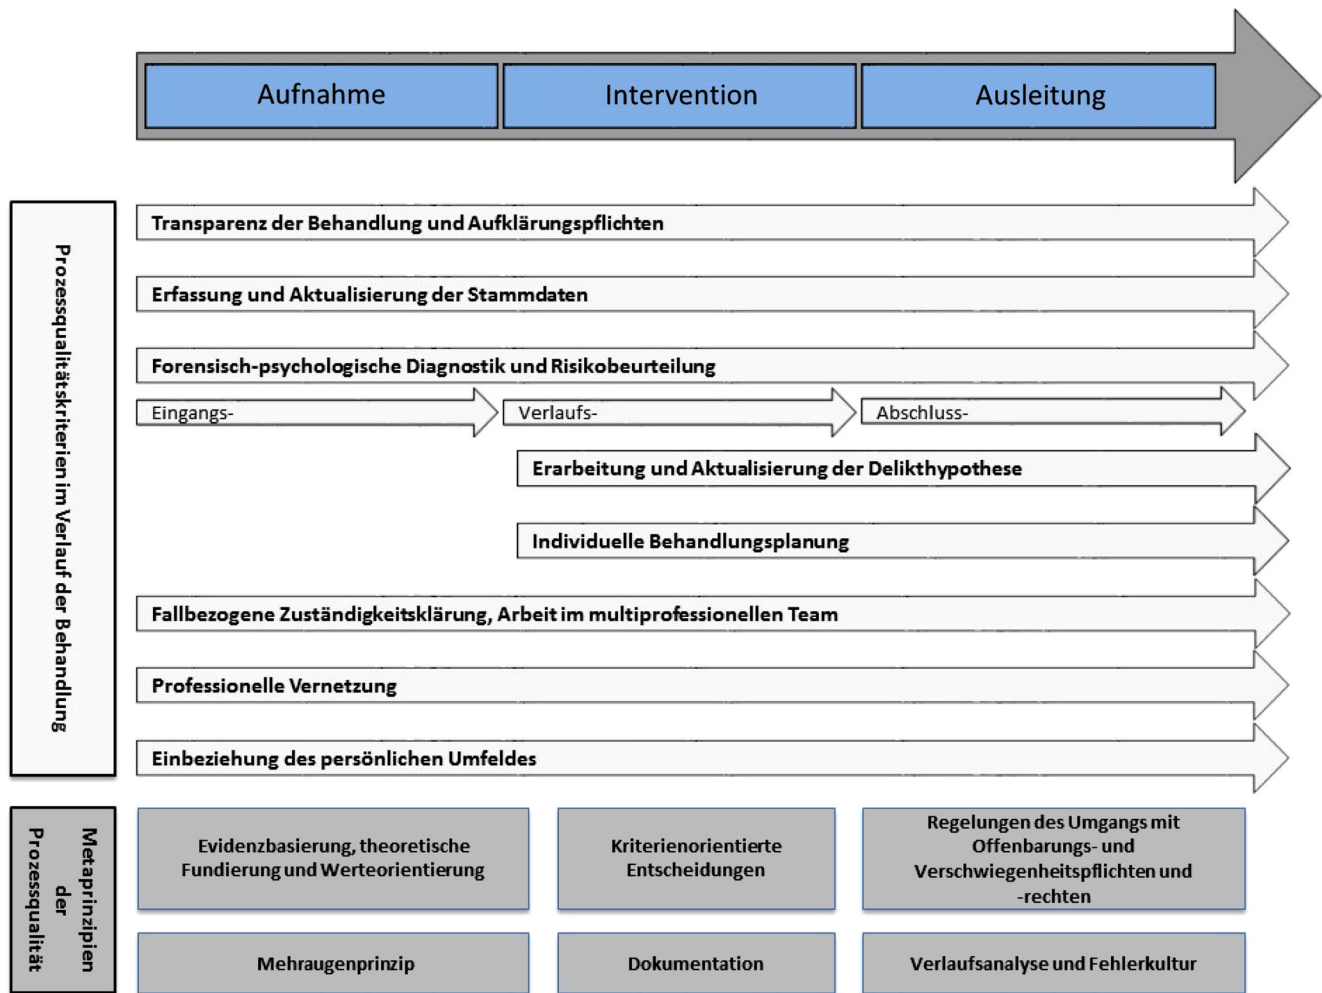 Aufnahme
Intervention
Ausleitung
Prozessqualitätskriterien im Verlauf der Behandlung
Transparenz der Behandlung und Aufklärungspflichten
Erfassung und Aktualisierung der Stammdaten
Forensisch-psychologische Diagnostik und Risikobeurteilung
Eingangs-
Verlaufs-
Abschluss-
Erarbeitung und Aktualisierung der Delikthypothese
Individuelle Behandlungsplanung
Fallbezogene Zuständigkeitsklärung, Arbeit im multiprofessionellen Team
Professionelle Vernetzung
Einbeziehung des persönlichen Umfeldes
Metaprinzipien
der
Prozessqualität
Evidenzbasierung, theoretische
Fundierung und Werteorientierung
Kriterienorientierte
Entscheidungen
Regelungen des Umgangs mit
Offenbarungs- und
Verschwiegenheitspflichten und
-rechten
Mehraugenprinzip
Dokumentation
Verlaufsanalyse und Fehlerkultur